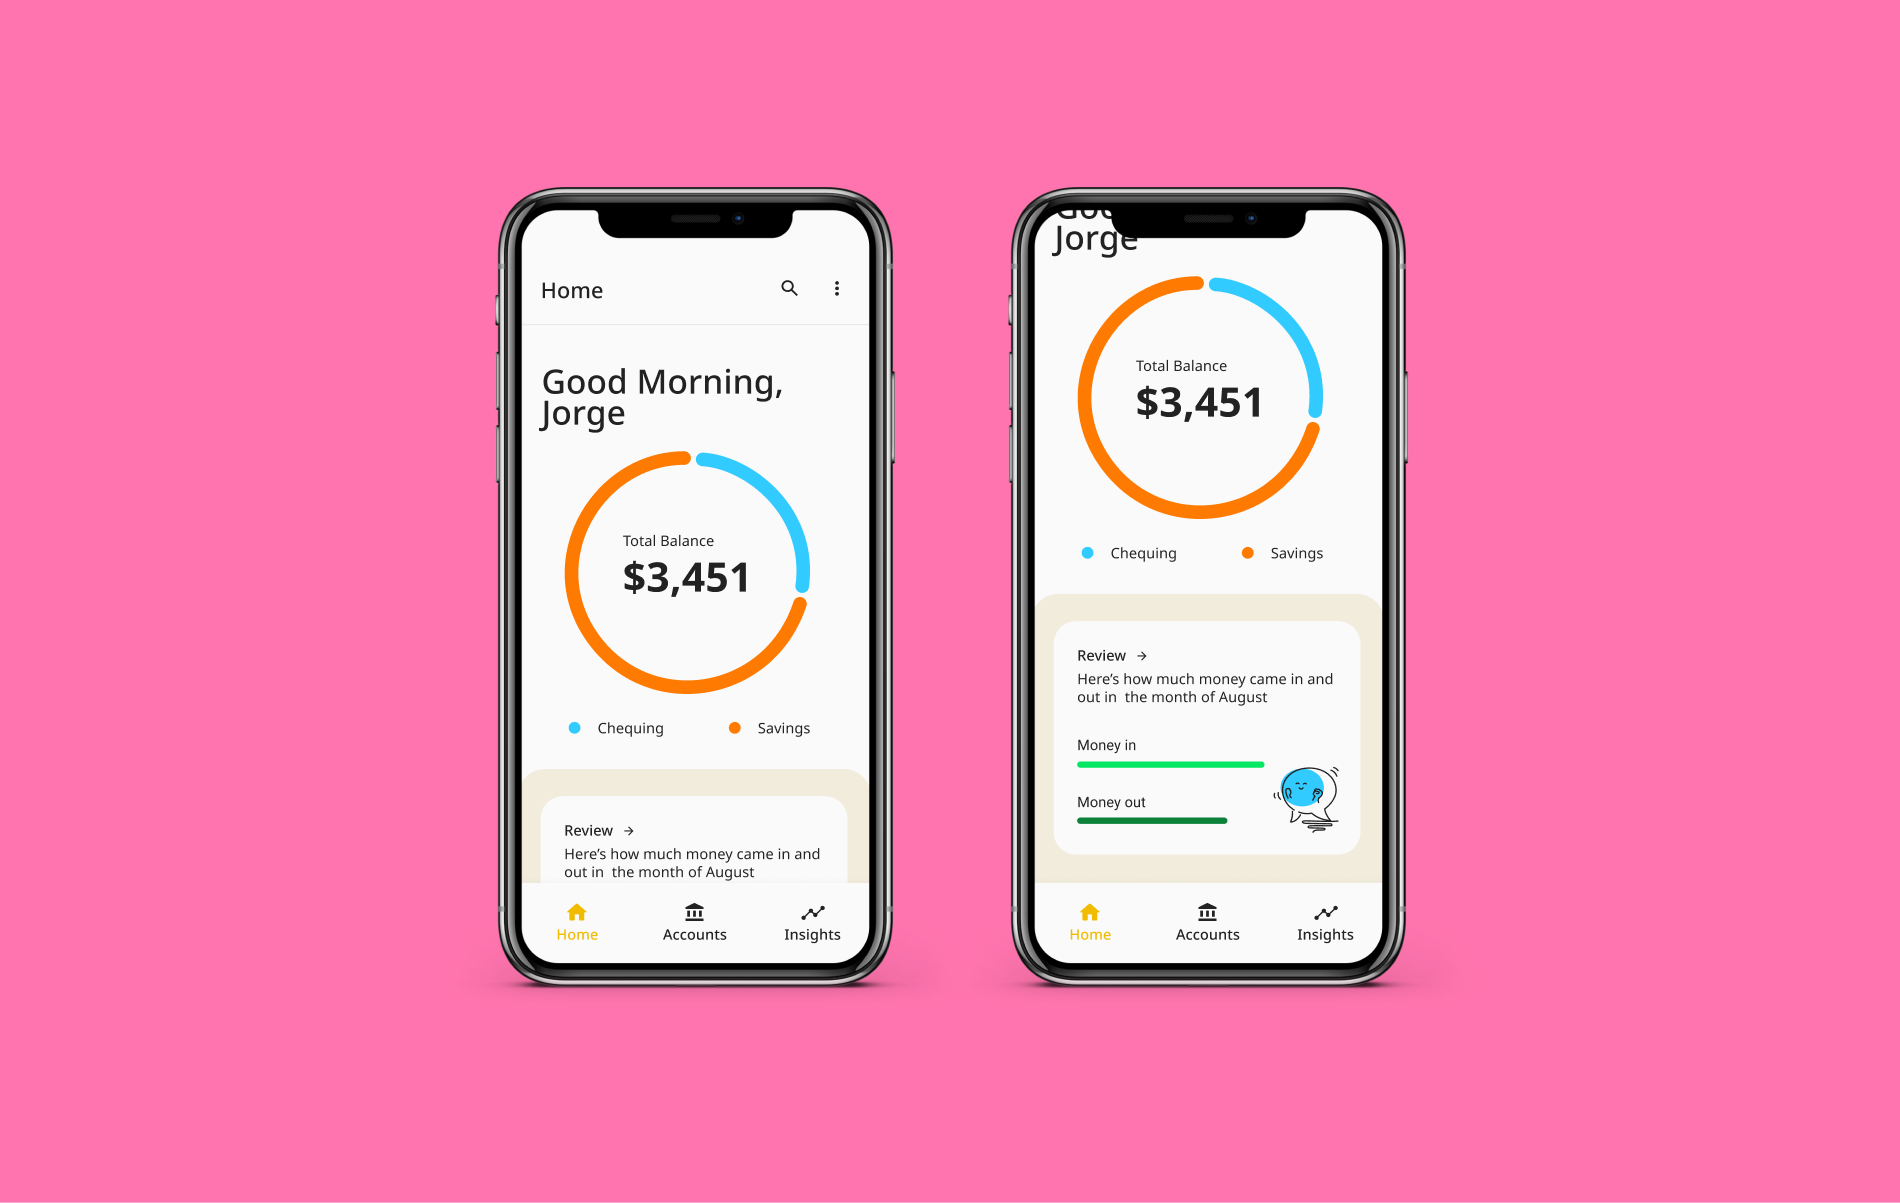 Home
Good Morning,
Jorge
Total Balance
$3,451
Chequing
Savings
Review →
Here's how much money came in and
out in  the month of August
Home
Accounts
Insights
Jorge
Total Balance
$3,451
Chequing
Savings
Review →
Here's how much money came in and
out in  the month of August
Money in
Money out
Home
Accounts
Insights